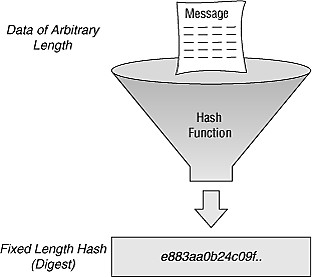 Message
Data of Arbitrary
Length
Hash
Function
Fixed Length Hash
(Digest)
e883aa0b24c09f..